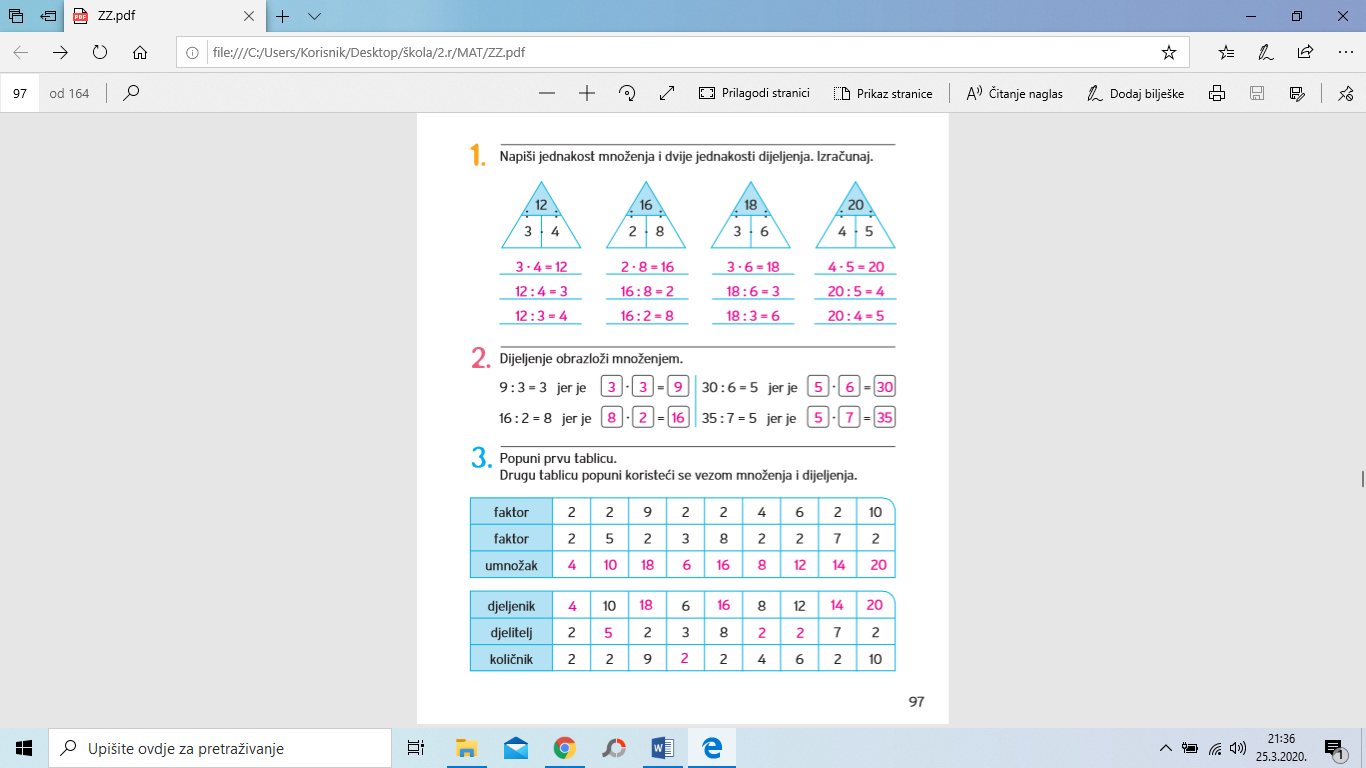 ZZ.pdf
file:///C:/Users/Korisnik/Desktop/škola/2.r/MAT/ZZ.pdf
97 od 164 Prilagodi stranici Prikaz stranice Čitanje naglas Dodaj bilješke
1. Napiši jednakost množenja i dvije jednakosti dijeljenja. Izračunaj.
12 16 18 20
: : : : : : : :
3 · 4 2 · 8 3 · 6 4 · 5
3 · 4 = 12 2 · 8 = 16 3 · 6 = 18 4 · 5 = 20
12 : 4 = 3 16 : 8 = 2 18 : 6 = 3 20 : 5 = 4
12 : 3 = 4 16 : 2 = 8 18 : 3 = 6 20 : 4 = 5
2. Dijeljenje obrazloži množenjem.
9 : 3 = 3 jer je 3 · 3 = 9 30 : 6 = 5 jer je 5 · 6 = 30
16 : 2 = 8 jer je 8 · 2 = 16 35 : 7 = 5 jer je 5 · 7 = 35
3. Popuni prvu tablicu.
Drugu tablicu popuni koristeći se vezom množenja i dijeljenja.
faktor 2 2 9 2 2 4 6 2 10
faktor 2 5 2 3 8 2 2 7 2
umnožak 4 10 18 6 16 8 12 14 20
djeljenik 4 10 18 6 16 8 12 14 20
djelitelj 2 5 2 3 8 2 2 7 2
količnik 2 2 9 2 2 4 6 2 10
97
Upišite ovdje za pretraživanje
21:36
25.3.2020.
1